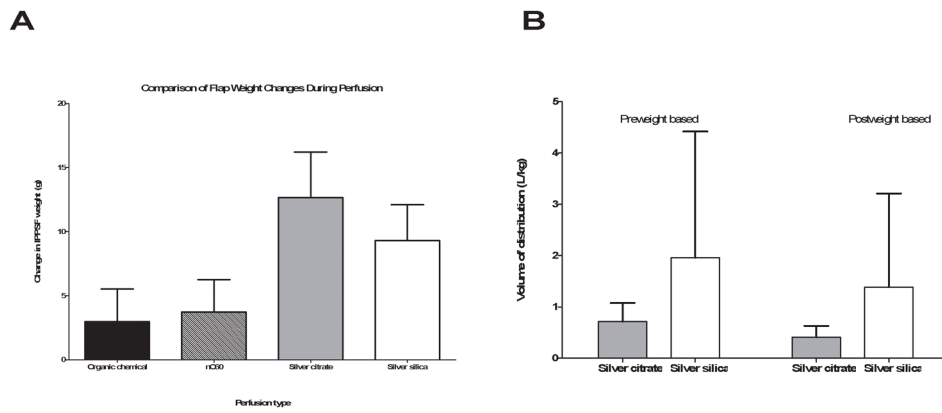 A
B
Comparison of Flap Weight Changes During Perfusion
20
15
10
5
0
Change in IPPSF weight (g)
Organic chemical
nC60
Silver citrate
Silver silica
Perfusion type
5
4
3
2
1
0
Volume of distribution (L/kg)
Preweight based
Postweight based
Silver citrate
Silver silica
Silver citrate
Silver silica